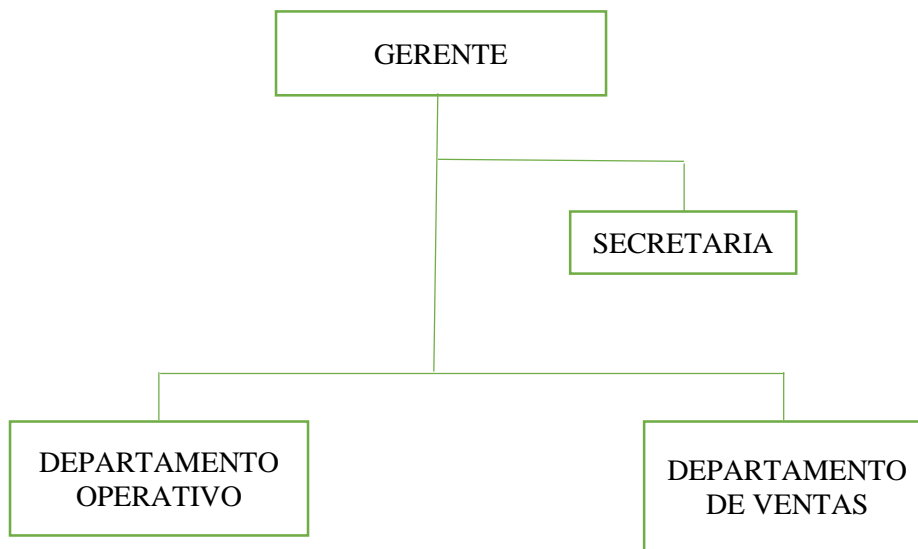 GERENTE
SECRETARIA
DEPARTAMENTO
OPERATIVO
DEPARTAMENTO
DE VENTAS